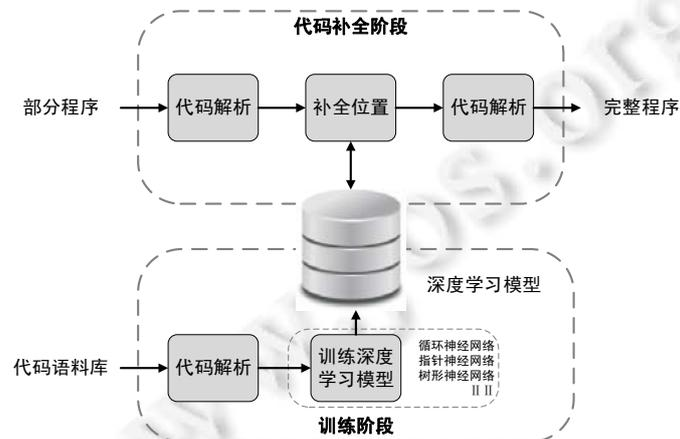 代码补全阶段
部分程序
代码解析
补全位置
代码解析
完整程序
深度学习模型
代码语料库
代码解析
训练深度
学习模型
循环神经网络
指针神经网络
树形神经网络
训练阶段